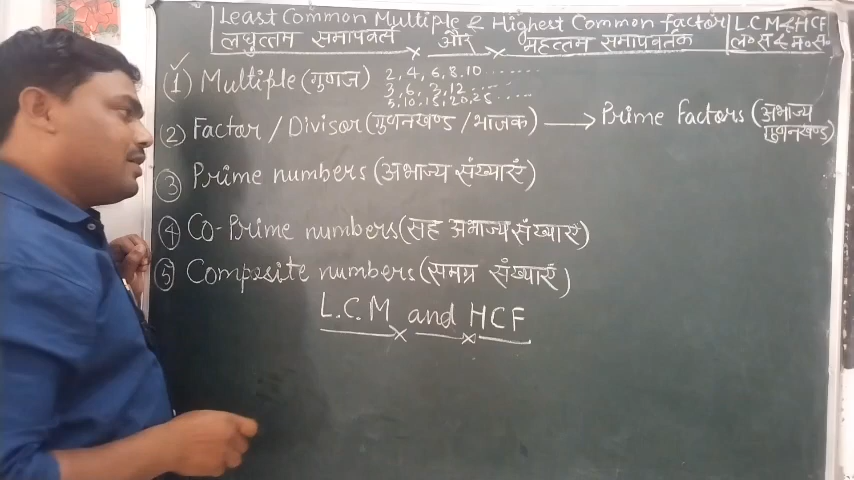 Least Common Multiple & Highest Common factor
लघुत्तम समापवर्त और महत्तम समापवर्तक
L.C.M & HCF
ल०स & म०स०
(1) Multiple (गुणज) 2, 4, 6, 8, 10 ......
3, 6, 9, 12 .....
5, 10, 15, 20, 25 .....
(2) Factor / Divisor (गुणनखण्ड / भाजक) → Prime factors (अभाज्य
गुणनखण्ड)
(3) Prime numbers (अभाज्य संख्याएँ)
(4) Co-Prime numbers (सह अभाज्य संख्याएँ)
(5) Composite numbers (समग्र संख्याएँ)
L.C.M and HCF